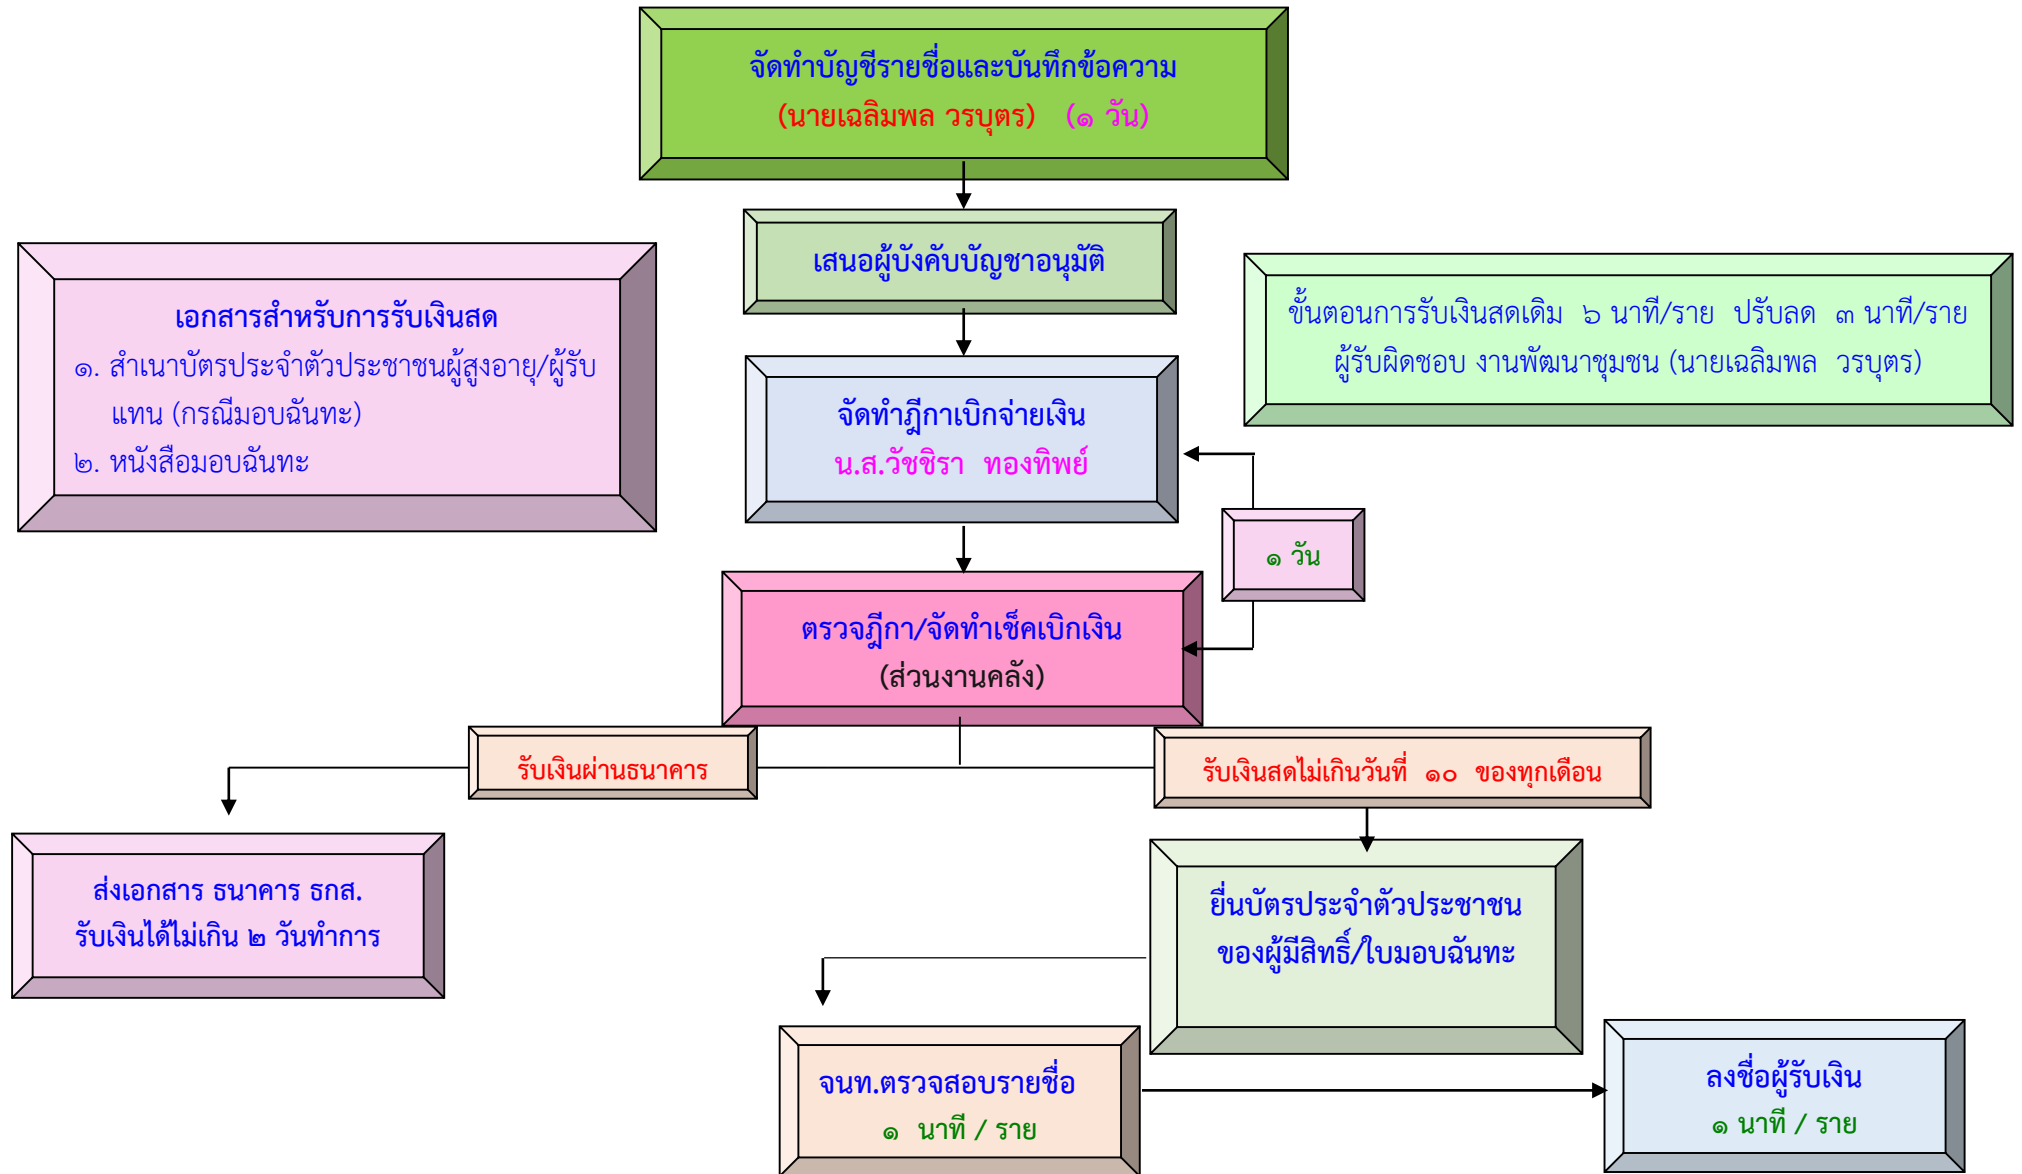 จัดทำบัญชีรายชื่อและบันทึกข้อความ
(นายเฉลิมพล วรบุตร) (๑ วัน)
เสนอผู้บังคับบัญชาอนุมัติ
เอกสารสำหรับการรับเงินสด
๑. สำเนาบัตรประจำตัวประชาชนผู้สูงอายุ/ผู้รับ
แทน (กรณีมอบฉันทะ)
๒. หนังสือมอบฉันทะ
ขั้นตอนการรับเงินสดเดิม ๖ นาที/ราย ปรับลด ๓ นาที/ราย
ผู้รับผิดชอบ งานพัฒนาชุมชน (นายเฉลิมพล วรบุตร)
จัดทำฎีกาเบิกจ่ายเงิน
น.ส.วัชชิรา ทองทิพย์
๑ วัน
ตรวจฎีกา/จัดทำเช็คเบิกเงิน
(ส่วนงานคลัง)
รับเงินผ่านธนาคาร
รับเงินสดไม่เกินวันที่ ๑๐ ของทุกเดือน
ส่งเอกสาร ธนาคาร ธกส.
รับเงินได้ไม่เกิน ๒ วันทำการ
ยื่นบัตรประจำตัวประชาชน
ของผู้มีสิทธิ์/ใบมอบฉันทะ
จนท.ตรวจสอบรายชื่อ
๑ นาที / ราย
ลงชื่อผู้รับเงิน
๑ นาที / ราย